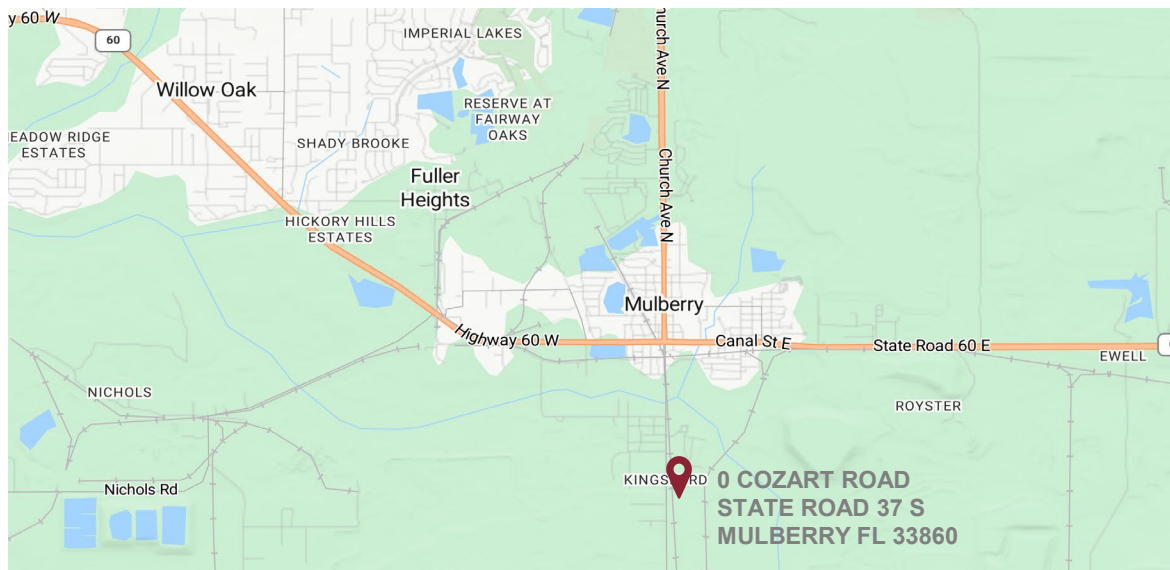 y 60 W
60
IMPERIAL LAKES
hurch Ave N
Willow Oak
RESERVE AT
FAIRWAY
OAKS
EADOW RIDGE
ESTATES
SHADY BROOKE
Church Ave N
Fuller
Heights
HICKORY HILLS
ESTATES
Mulberry
Highway 60 W
Canal St E
State Road 60 E
EWELL
NICHOLS
ROYSTER
Nichols Rd
0 COZART ROAD
STATE ROAD 37 S
MULBERRY FL 33860